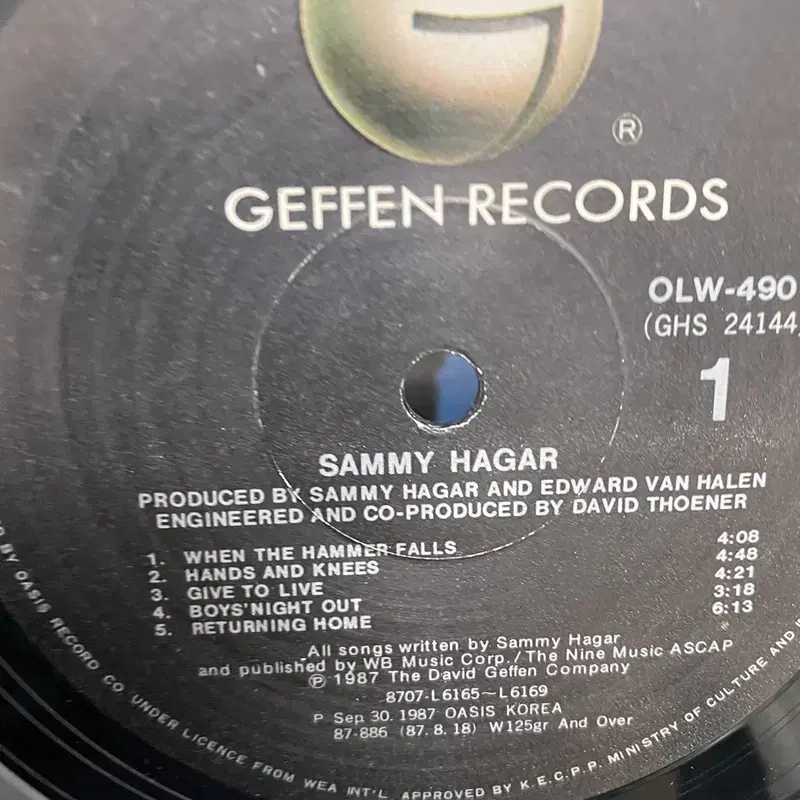 ®
GEFFEN RECORDS
OLW-490
(GHS 24144)
1
SAMMY HAGAR
PRODUCED BY SAMMY HAGAR AND EDWARD VAN HALEN
ENGINEERED AND CO-PRODUCED BY DAVID THOENER
1. WHEN THE HAMMER FALLS 4:08
2. HANDS AND KNEES 4:48
3. GIVE TO LIVE 4:21
4. BOYS'NIGHT OUT 3:18
5. RETURNING HOME 6:13
All songs written by Sammy Hagar
and published by WB Music Corp./The Nine Music ASCAP
℗ 1987 The David Geffen Company
8707-L6165~L6169
P Sep 30. 1987 OASIS KOREA
87-886 (87. 8. 18) W125gr And Over
BY OASIS RECORD CO UNDER LICENCE FROM WEA INT'L APPROVED BY K.E.C.P.P. MINISTRY OF CULTURE AND